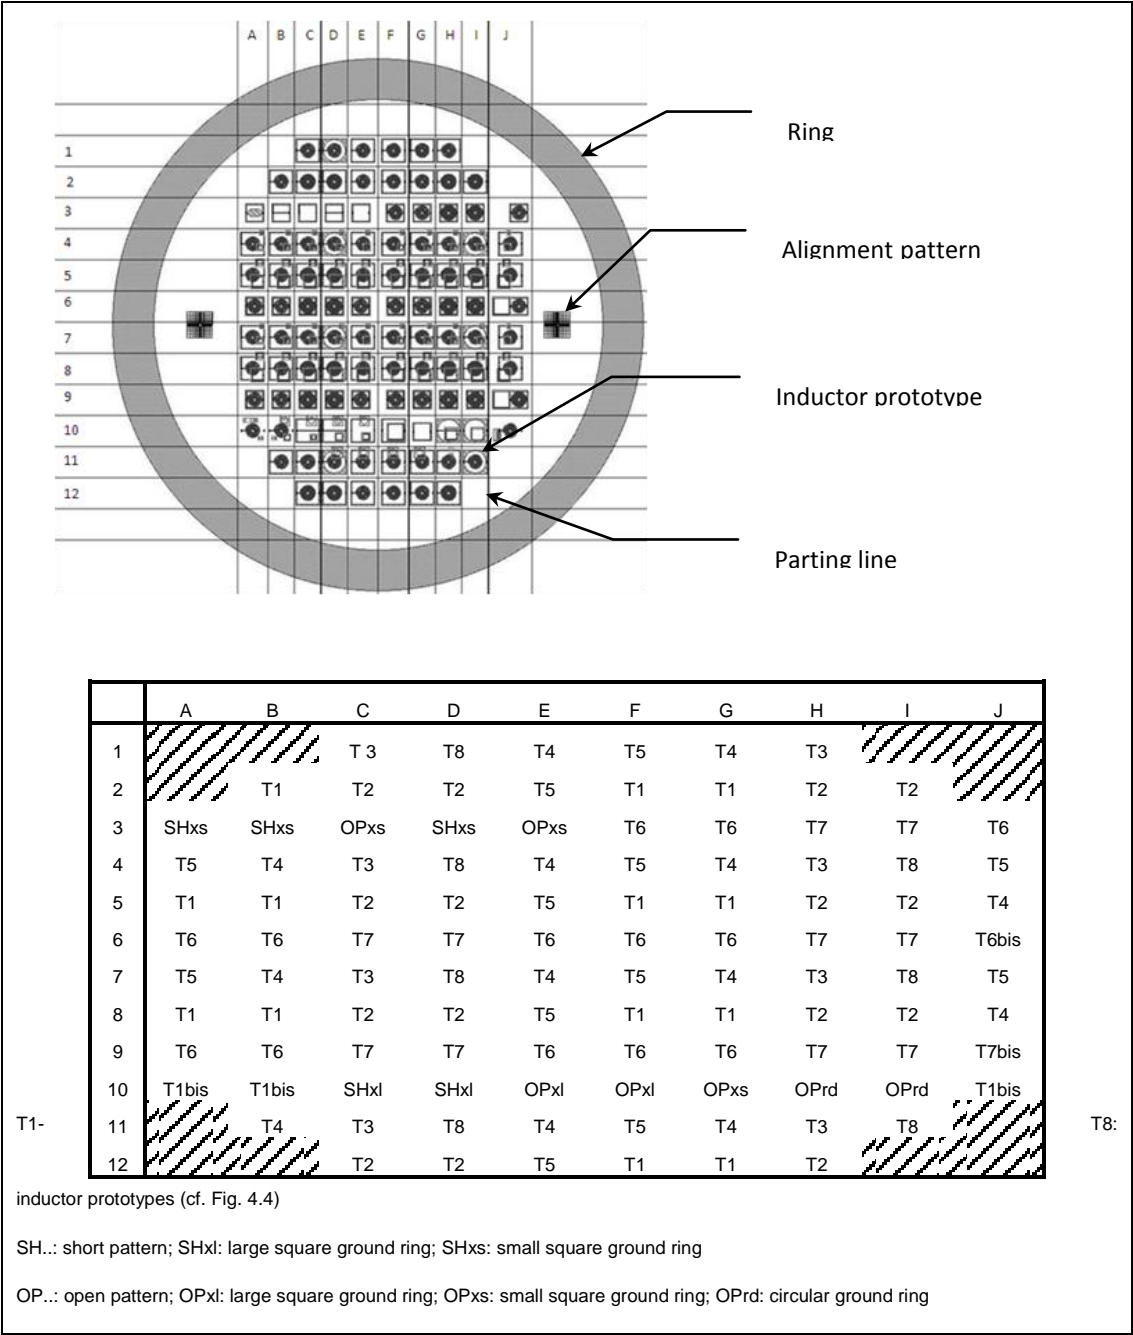 A B C D E F G H I J
1
2
3
4
5
6
7
8
9
10
11
12
Ring
Alignment pattern
Inductor prototype
Parting line
A B C D E F G H I J
1 T 3 T8 T4 T5 T4 T3
2 T1 T2 T2 T5 T1 T1 T2 T2
3 SHxs SHxs OPxs SHxs OPxs T6 T6 T7 T7 T6
4 T5 T4 T3 T8 T4 T5 T4 T3 T8 T5
5 T1 T1 T2 T2 T5 T1 T1 T2 T2 T4
6 T6 T6 T7 T7 T6 T6 T6 T7 T7 T6bis
7 T5 T4 T3 T8 T4 T5 T4 T3 T8 T5
8 T1 T1 T2 T2 T5 T1 T1 T2 T2 T4
9 T6 T6 T7 T7 T6 T6 T6 T7 T7 T7bis
10 T1bis T1bis SHxl SHxl OPxl OPxl OPxs OPrd OPrd T1bis
T1- 11 T4 T3 T8 T4 T5 T4 T3 T8 T8:
12 T2 T2 T5 T1 T1 T2
inductor prototypes (cf. Fig. 4.4)
SH..: short pattern; SHxl: large square ground ring; SHxs: small square ground ring
OP..: open pattern; OPxl: large square ground ring; OPxs: small square ground ring; OPrd: circular ground ring